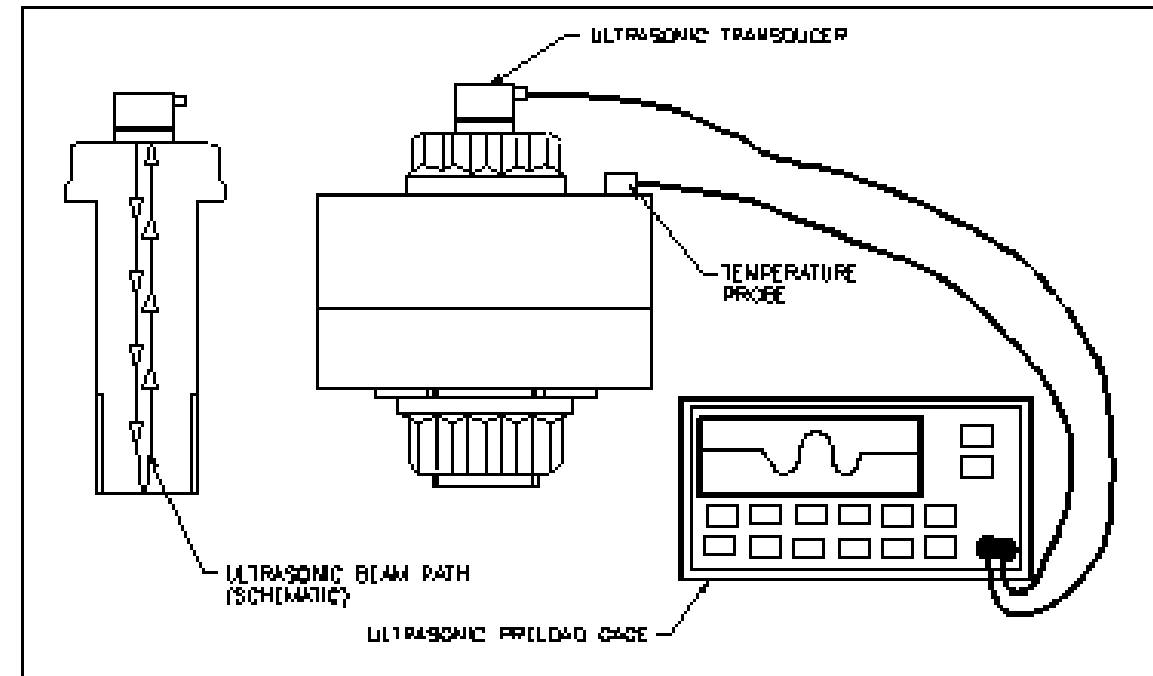 ULTRASONIC TRANSDUCER
TEMPERATURE
PROBE
ULTRASONIC BEAM PATH
(SCHEMATIC)
ULTRASONIC PRELOAD GAGE